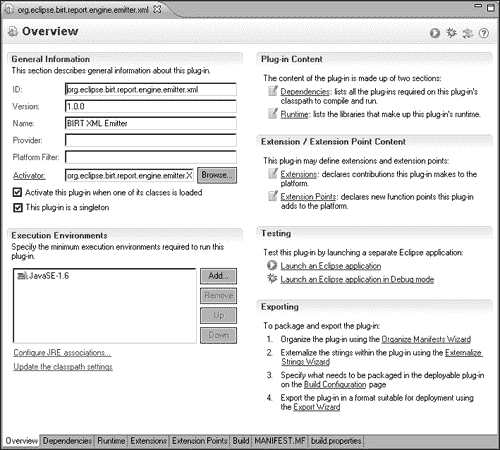 org.eclipse.birt.report.engine.emitter.xml
Overview
General Information
This section describes general information about this plug-in.
ID: org.eclipse.birt.report.engine.emitter.xml
Version: 1.0.0
Name: BIRT XML Emitter
Provider:
Platform Filter:
Activator: org.eclipse.birt.report.engine.emitter.X Browse...
Activate this plug-in when one of its classes is loaded
This plug-in is a singleton
Execution Environments
Specify the minimum execution environments required to run this
plug-in.
JavaSE-1.6
Add...
Remove
Up
Down
Configure JRE associations...
Update the classpath settings
Plug-in Content
The content of the plug-in is made up of two sections:
Dependencies: lists all the plug-ins required on this plug-in's
classpath to compile and run.
Runtime: lists the libraries that make up this plug-in's runtime.
Extension / Extension Point Content
This plug-in may define extensions and extension points:
Extensions: declares contributions this plug-in makes to the
platform.
Extension Points: declares new function points this plug-in
adds to the platform.
Testing
Test this plug-in by launching a separate Eclipse application:
Launch an Eclipse application
Launch an Eclipse application in Debug mode
Exporting
To package and export the plug-in:
1. Organize the plug-in using the Organize Manifests Wizard
2. Externalize the strings within the plug-in using the Externalize
Strings Wizard
3. Specify what needs to be packaged in the deployable plug-in
on the Build Configuration page
4. Export the plug-in in a format suitable for deployment using
the Export Wizard
Overview Dependencies Runtime Extensions Extension Points Build MANIFEST.MF build.properties